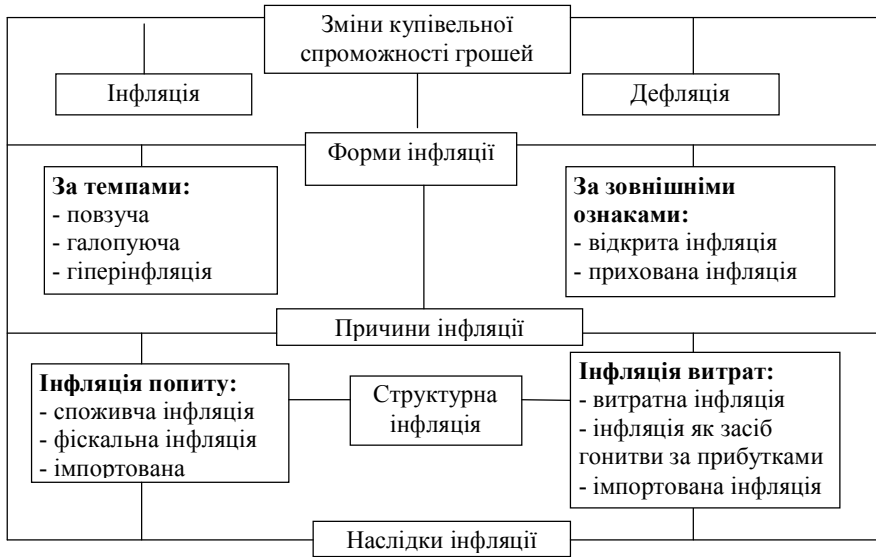 Зміни купівельної
спроможності грошей
Інфляція
Дефляція
Форми інфляції
За темпами:
- повзуча
- галопуюча
- гіперінфляція
За зовнішніми
ознаками:
- відкрита інфляція
- прихована інфляція
Причини інфляції
Інфляція попиту:
- споживча інфляція
- фіскальна інфляція
- імпортована
Структурна
інфляція
Інфляція витрат:
- витратна інфляція
- інфляція як засіб
гонитви за прибутками
- імпортована інфляція
Наслідки інфляції